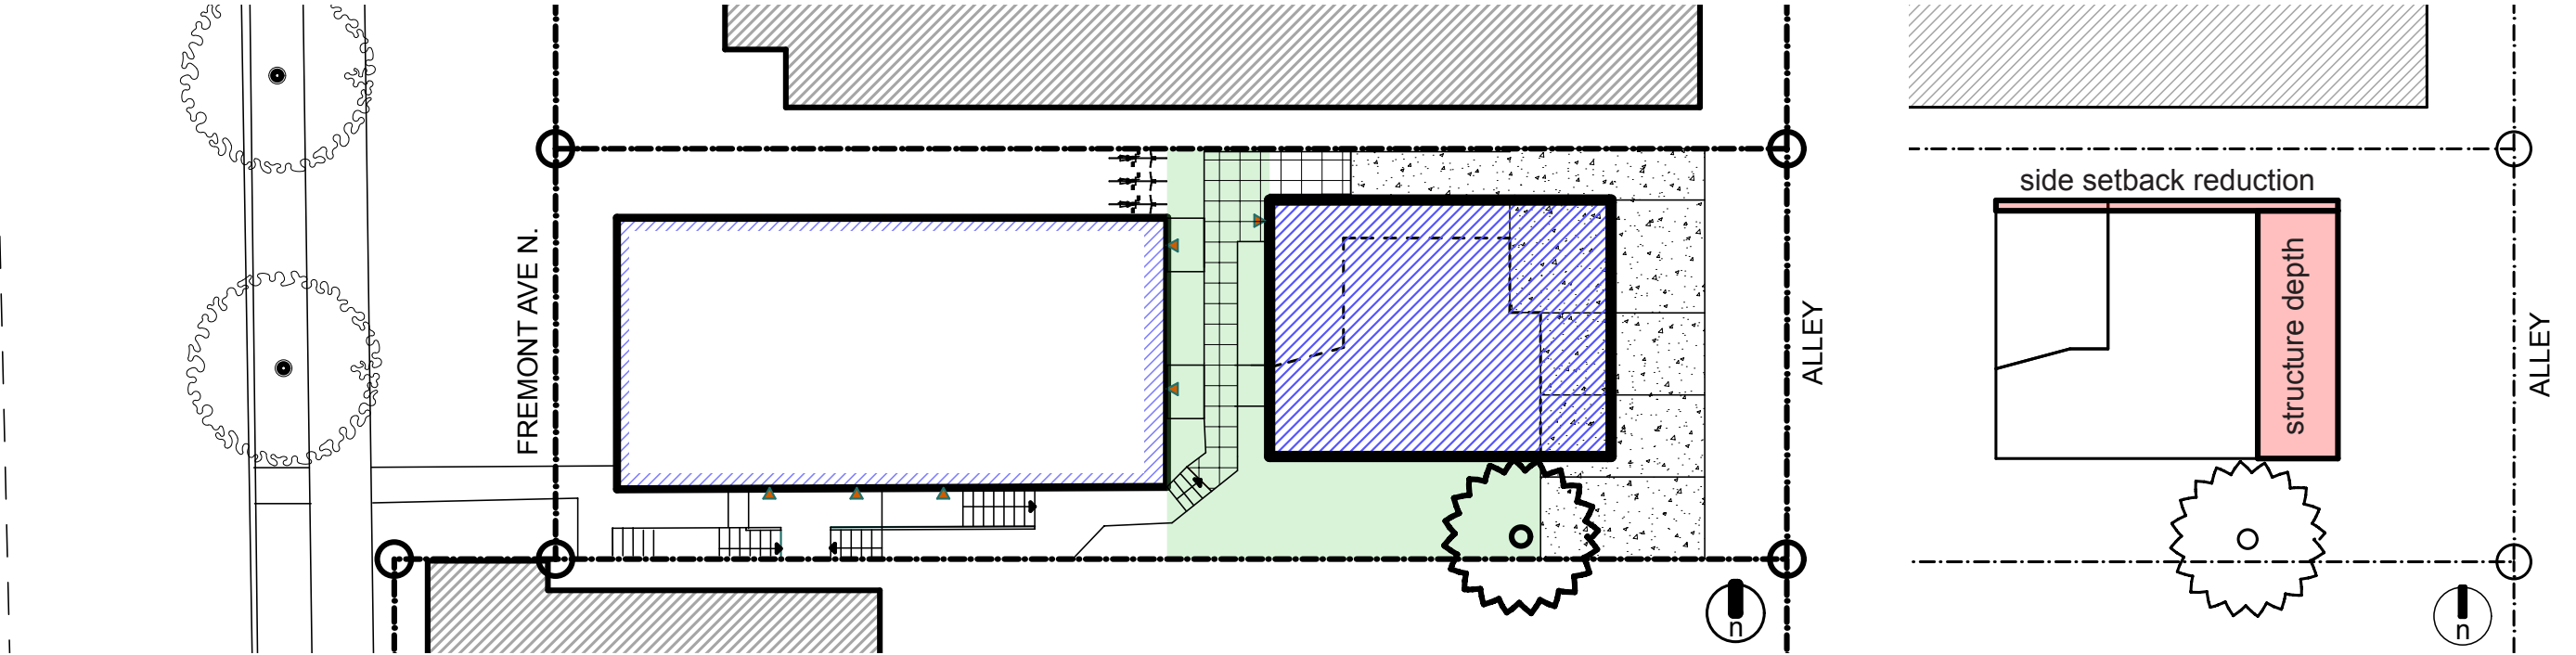 FREMONT AVE N.
ALLEY
n
side setback reduction
structure depth
ALLEY
n